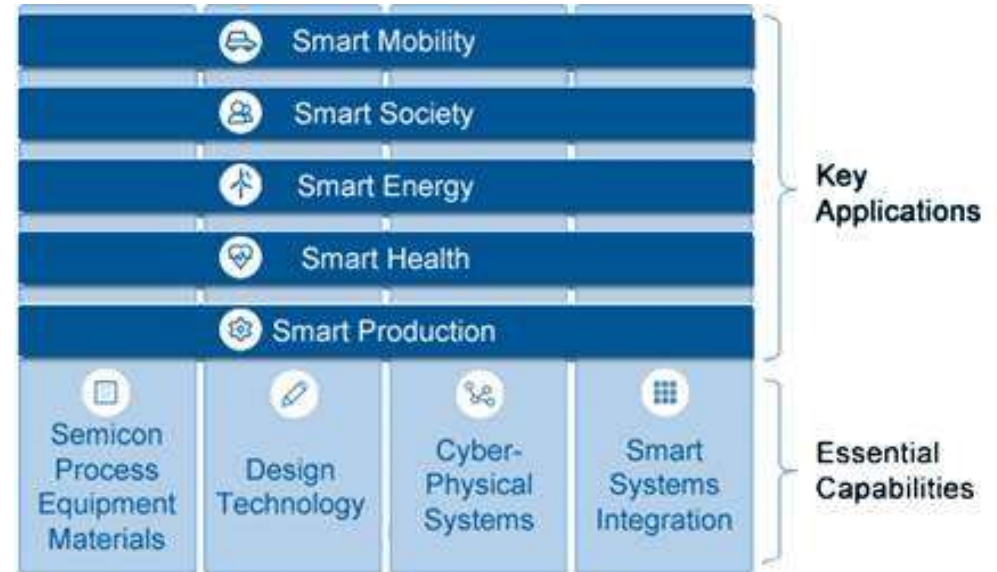 Smart Mobility
Smart Society
Smart Energy
Smart Health
Smart Production
Key
Applications
Semicon
Process
Equipment
Materials
Design
Technology
Cyber-
Physical
Systems
Smart
Systems
Integration
Essential
Capabilities